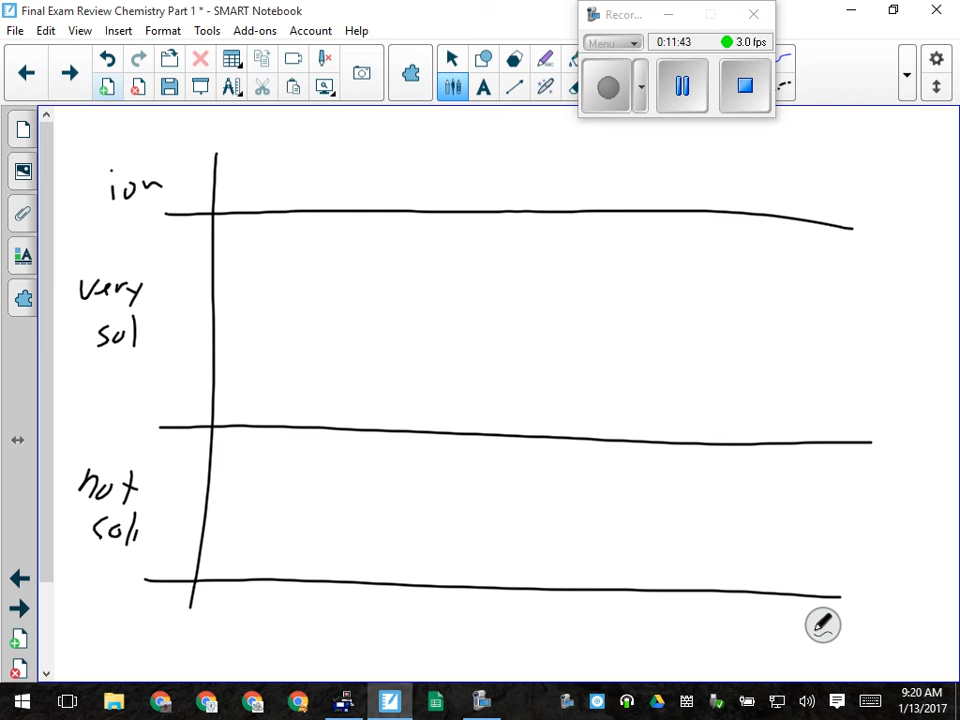 Final Exam Review Chemistry Part 1 * - SMART Notebook
Recor...
File Edit View Insert Format Tools Add-ons Account Help
Menu
0:11:43
3.0 fps
ion
very
sol
not
sol
9:20 AM
1/13/2017